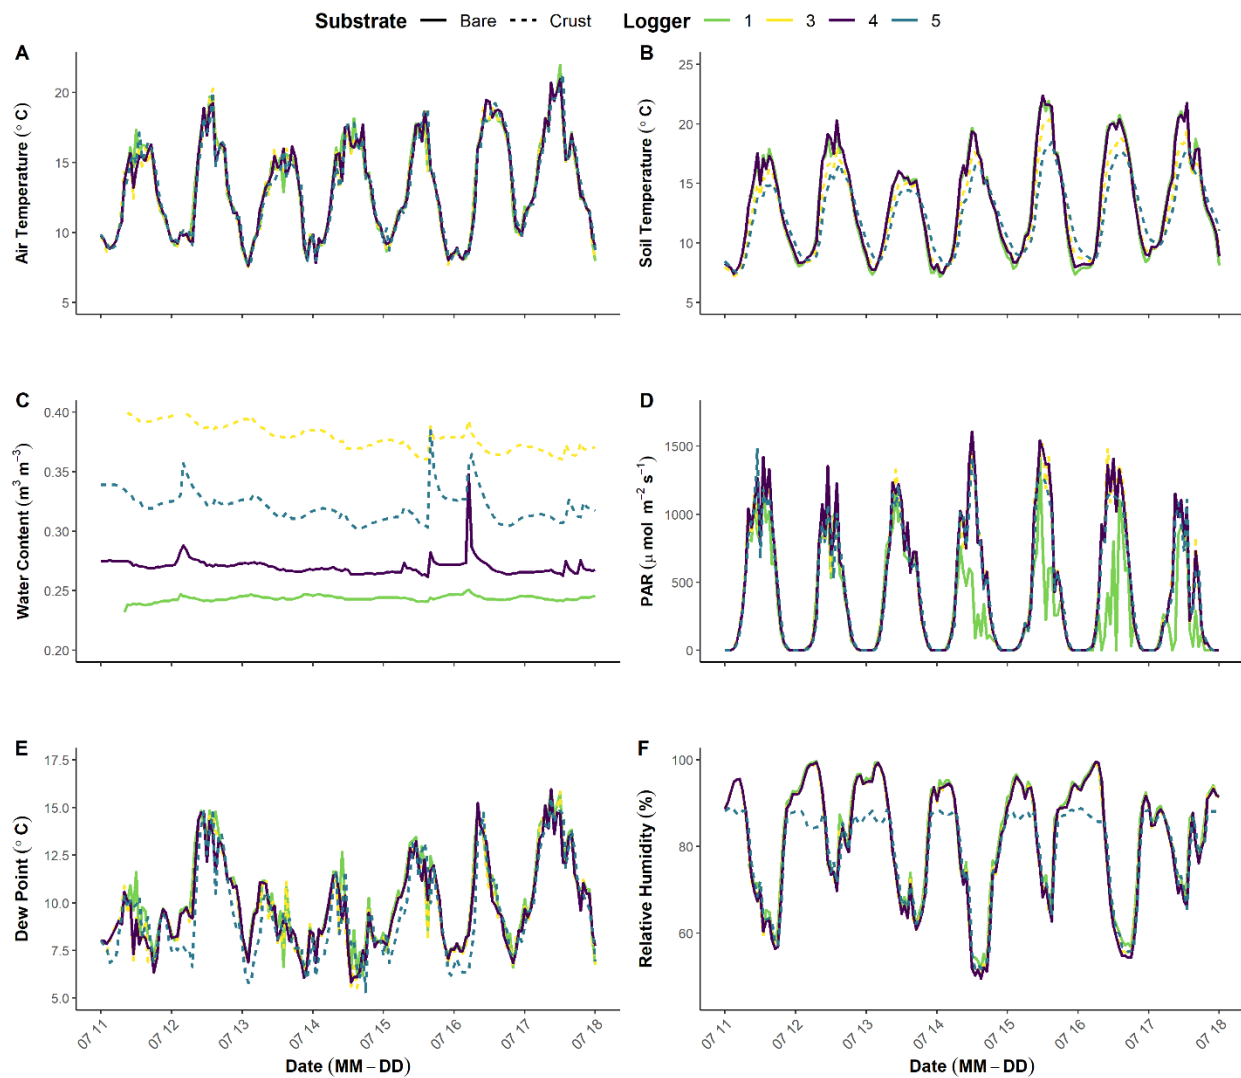 Substrate Bare Crust Logger 1 3 4 5
A
Air Temperature (° C)
20
15
10
5
B
Soil Temperature (° C)
25
20
15
10
5
C
Water Content (m³ m⁻³)
0.40
0.35
0.30
0.25
0.20
D
PAR (μ mol m⁻² s⁻¹)
1500
1000
500
0
E
Dew Point (° C)
17.5
15.0
12.5
10.0
7.5
5.0
07 11
07 12
07 13
07 14
07 15
07 16
07 17
07 18
Date (MM – DD)
F
Relative Humidity (%)
100
80
60
07 11
07 12
07 13
07 14
07 15
07 16
07 17
07 18
Date (MM – DD)